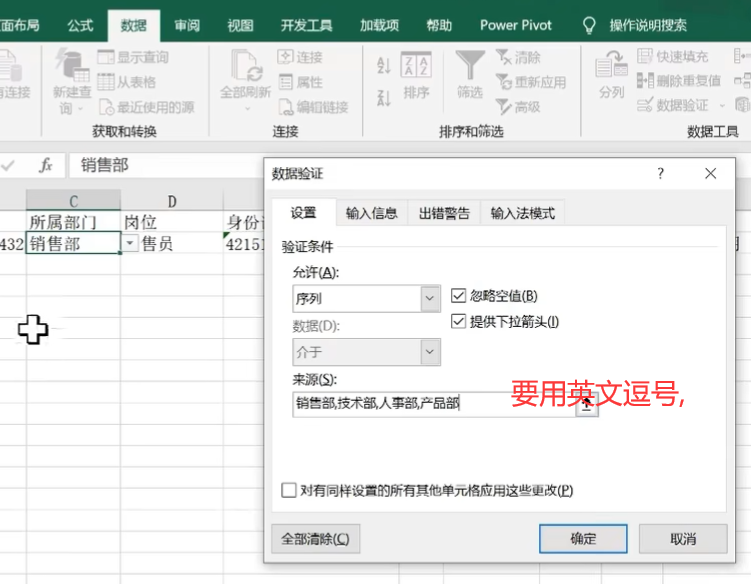 面布局 公式 数据 审阅 视图 开发工具 加载项 帮助 Power Pivot 操作说明搜索
有连接 新建查询 显示查询 从表格 最近使用的源 全部刷新 连接 属性 编辑链接 排序 筛选 清除 重新应用 高级 分列 快速填充 删除重复值 数据验证
获取和转换 连接 排序和筛选 数据工具
fx 销售部
C D
所属部门 岗位 身份
432 销售部 售员 42151
数据验证 ?
设置 输入信息 出错警告 输入法模式
验证条件
允许(A):
序列 忽略空值(B)
数据(D): 提供下拉箭头(I)
介于
来源(S):
要用英文逗号,
销售部,技术部,人事部,产品部
对有同样设置的所有其他单元格应用这些更改(P)
全部清除(C) 确定 取消